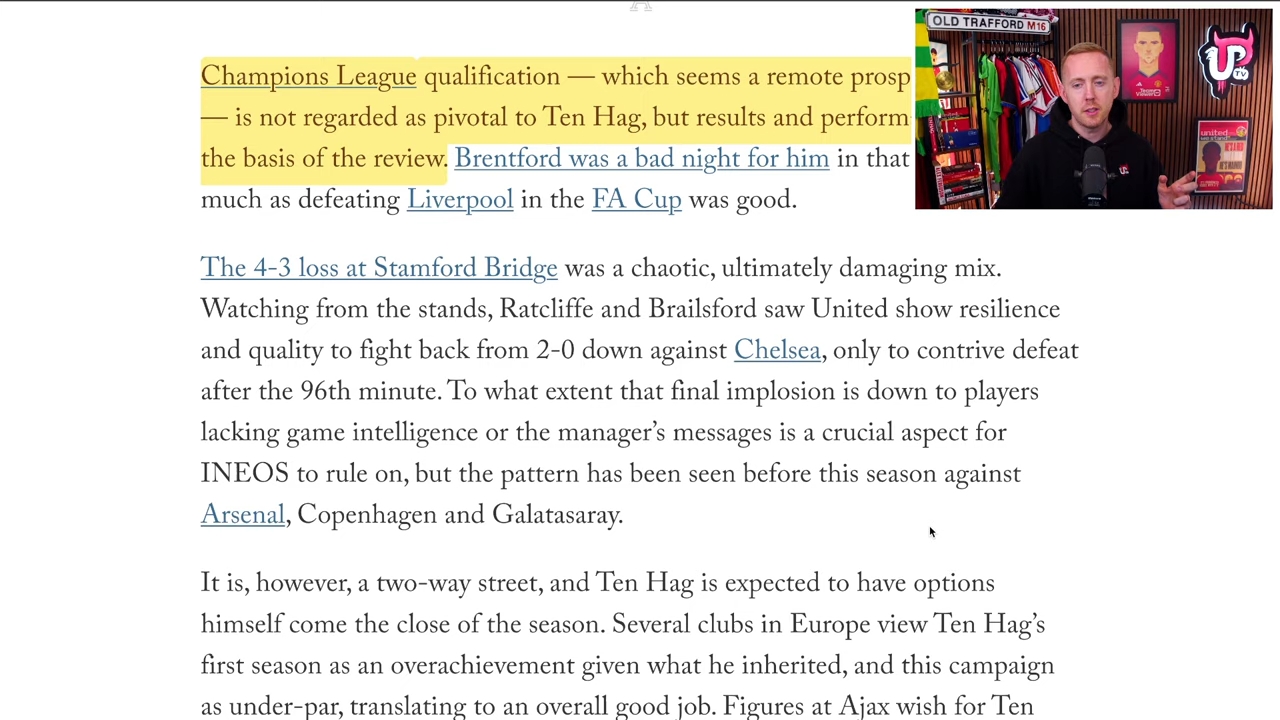 Champions League qualification — which seems a remote
— is not regarded as pivotal to Ten Hag, but results and
the basis of the review. Brentford was a bad night for him in that
much as defeating Liverpool in the FA Cup was good.
The 4-3 loss at Stamford Bridge was a chaotic, ultimately damaging mix.
Watching from the stands, Ratcliffe and Brailsford saw United show resilience
and quality to fight back from 2-0 down against Chelsea, only to contrive defeat
after the 96th minute. To what extent that final implosion is down to players
lacking game intelligence or the manager’s messages is a crucial aspect for
INEOS to rule on, but the pattern has been seen before this season against
Arsenal, Copenhagen and Galatasaray.
It is, however, a two-way street, and Ten Hag is expected to have options
himself come the close of the season. Several clubs in Europe view Ten Hag’s
first season as an overachievement given what he inherited, and this campaign
as under-par, translating to an overall good job. Figures at Ajax wish for Ten
OLD TRAFFORD M16
UP
TV
united